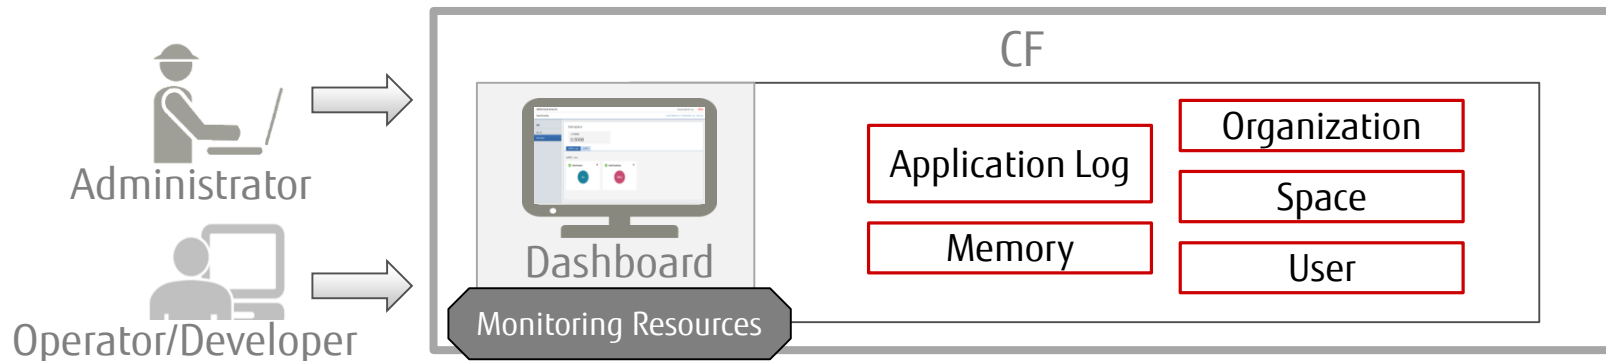 CF
Administrator
Operator/Developer
Dashboard
Monitoring Resources
Application Log
Memory
Organization
Space
User